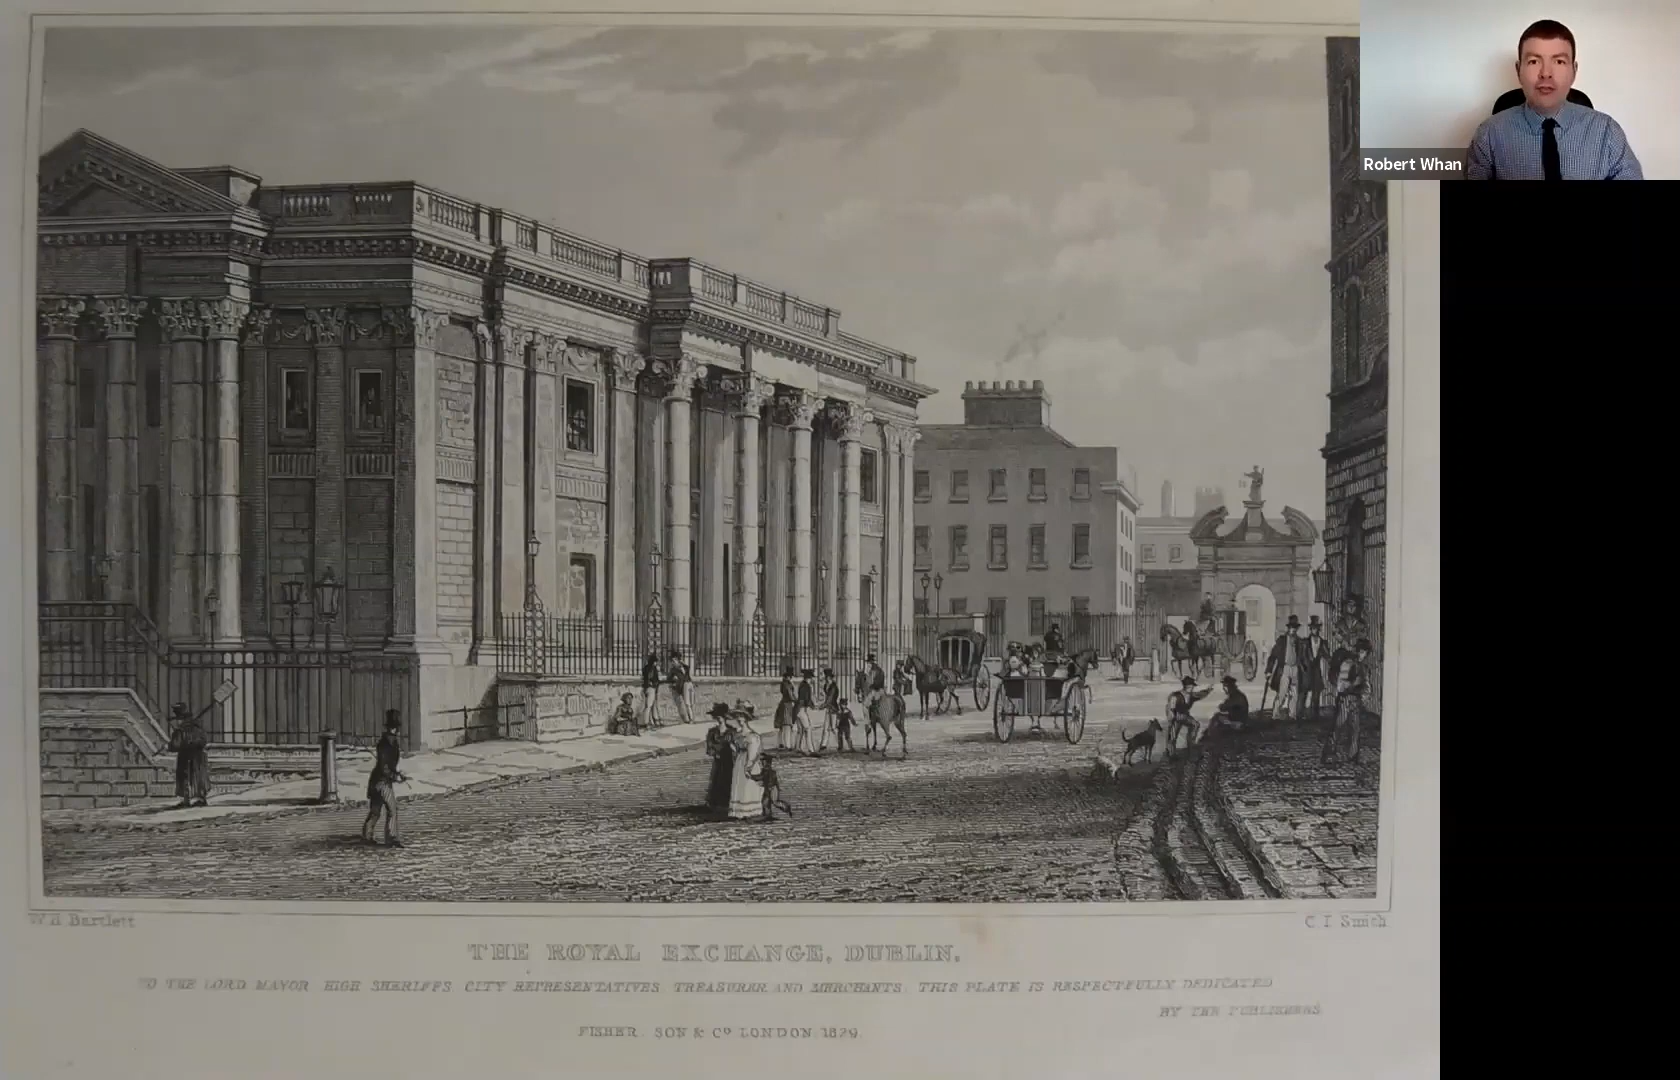 Robert Whan
W H Bartlett
C. I. Smith
THE ROYAL EXCHANGE, DUBLIN.
TO THE LORD MAYOR HIGH SHERIFFS CITY REPRESENTATIVES TREASURER AND MERCHANTS THIS PLATE IS RESPECTFULLY DEDICATED
BY THE PUBLISHERS
FISHER, SON & Co LONDON, 1829.